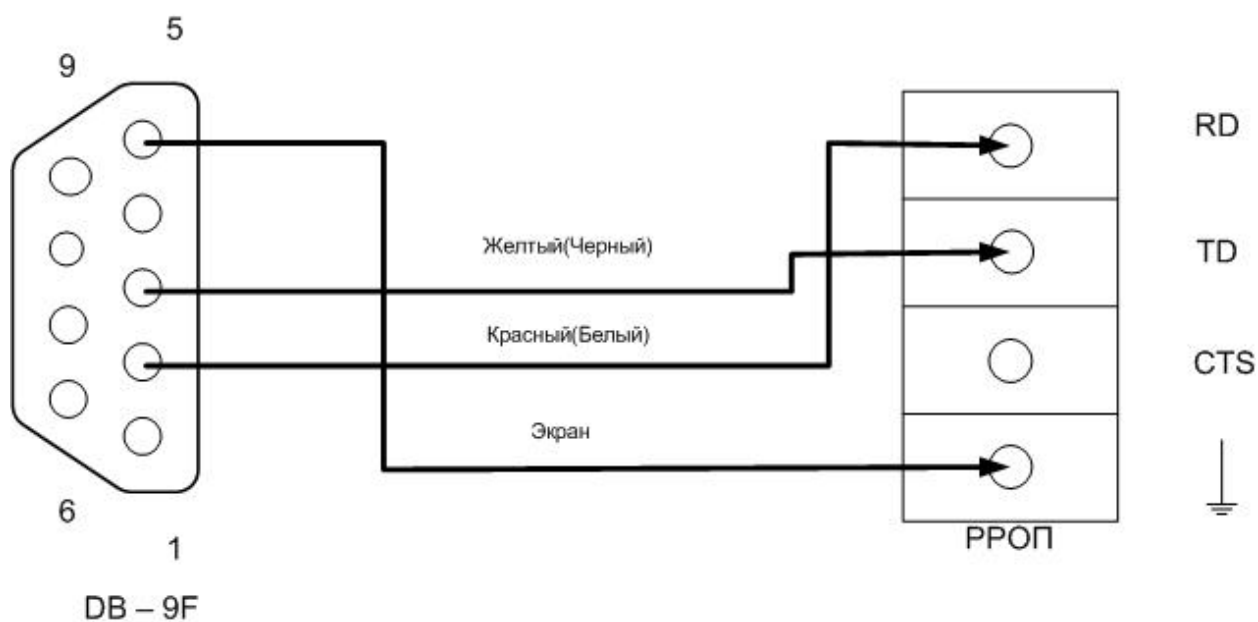 5
9
RD
Желтый(Черный)
TD
Красный(Белый)
CTS
Экран
6
1
РРОП
DB – 9F